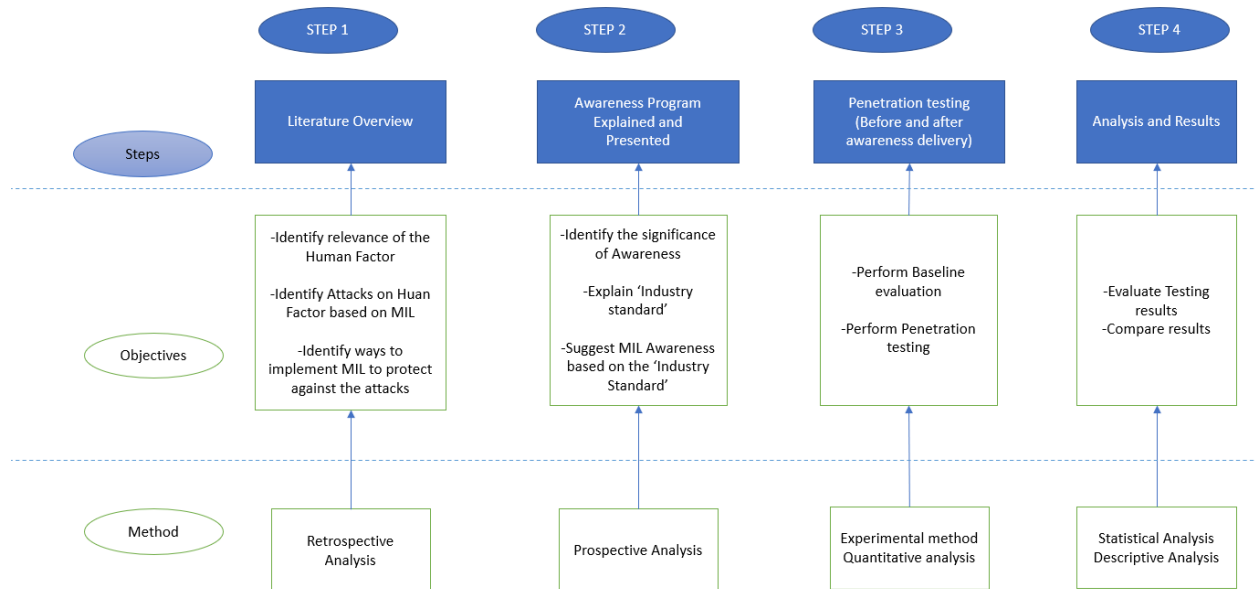 STEP 1
STEP 2
STEP 3
STEP 4
Steps
Literature Overview
Awareness Program
Explained and
Presented
Penetration testing
(Before and after
awareness delivery)
Analysis and Results
Objectives
-Identify relevance of the
Human Factor
-Identify Attacks on Huan
Factor based on MIL
-Identify ways to
implement MIL to protect
against the attacks
-Identify the significance
of Awareness
-Explain ‘Industry
standard’
-Suggest MIL Awareness
based on the ‘Industry
Standard’
-Perform Baseline
evaluation
-Perform Penetration
testing
-Evaluate Testing
results
-Compare results
Method
Retrospective
Analysis
Prospective Analysis
Experimental method
Quantitative analysis
Statistical Analysis
Descriptive Analysis